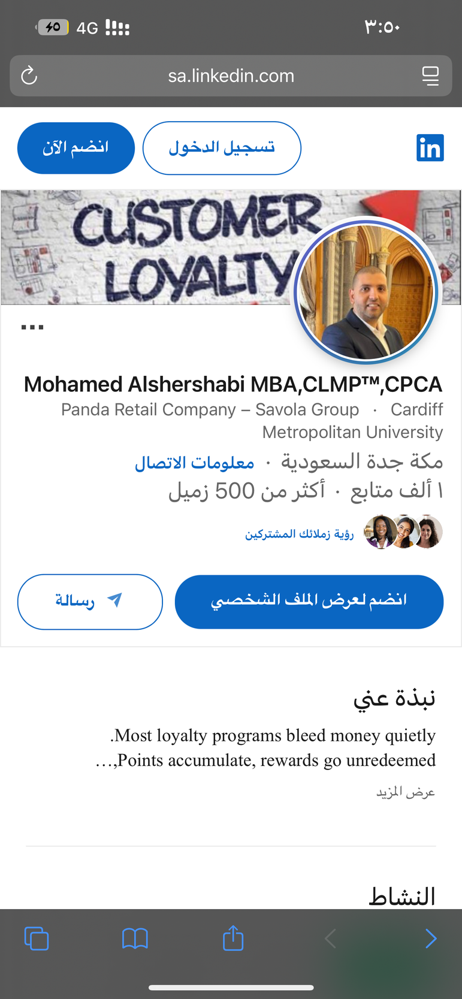 ٣:٥٠
4G
٤٥
sa.linkedin.com
in
تسجيل الدخول
انضم الآن
CUSTOMER
LOYALTY
Mohamed Alshershabi MBA,CLMP™,CPCA
Panda Retail Company – Savola Group · Cardiff
Metropolitan University
مكة جدة السعودية · معلومات الاتصال
١ ألف متابع · أكثر من 500 زميل
رؤية زملائك المشتركين
انضم لعرض الملف الشخصي
رسالة
نبذة عني
Most loyalty programs bleed money quietly.
Points accumulate, rewards go unredeemed,…
عرض المزيد
النشاط